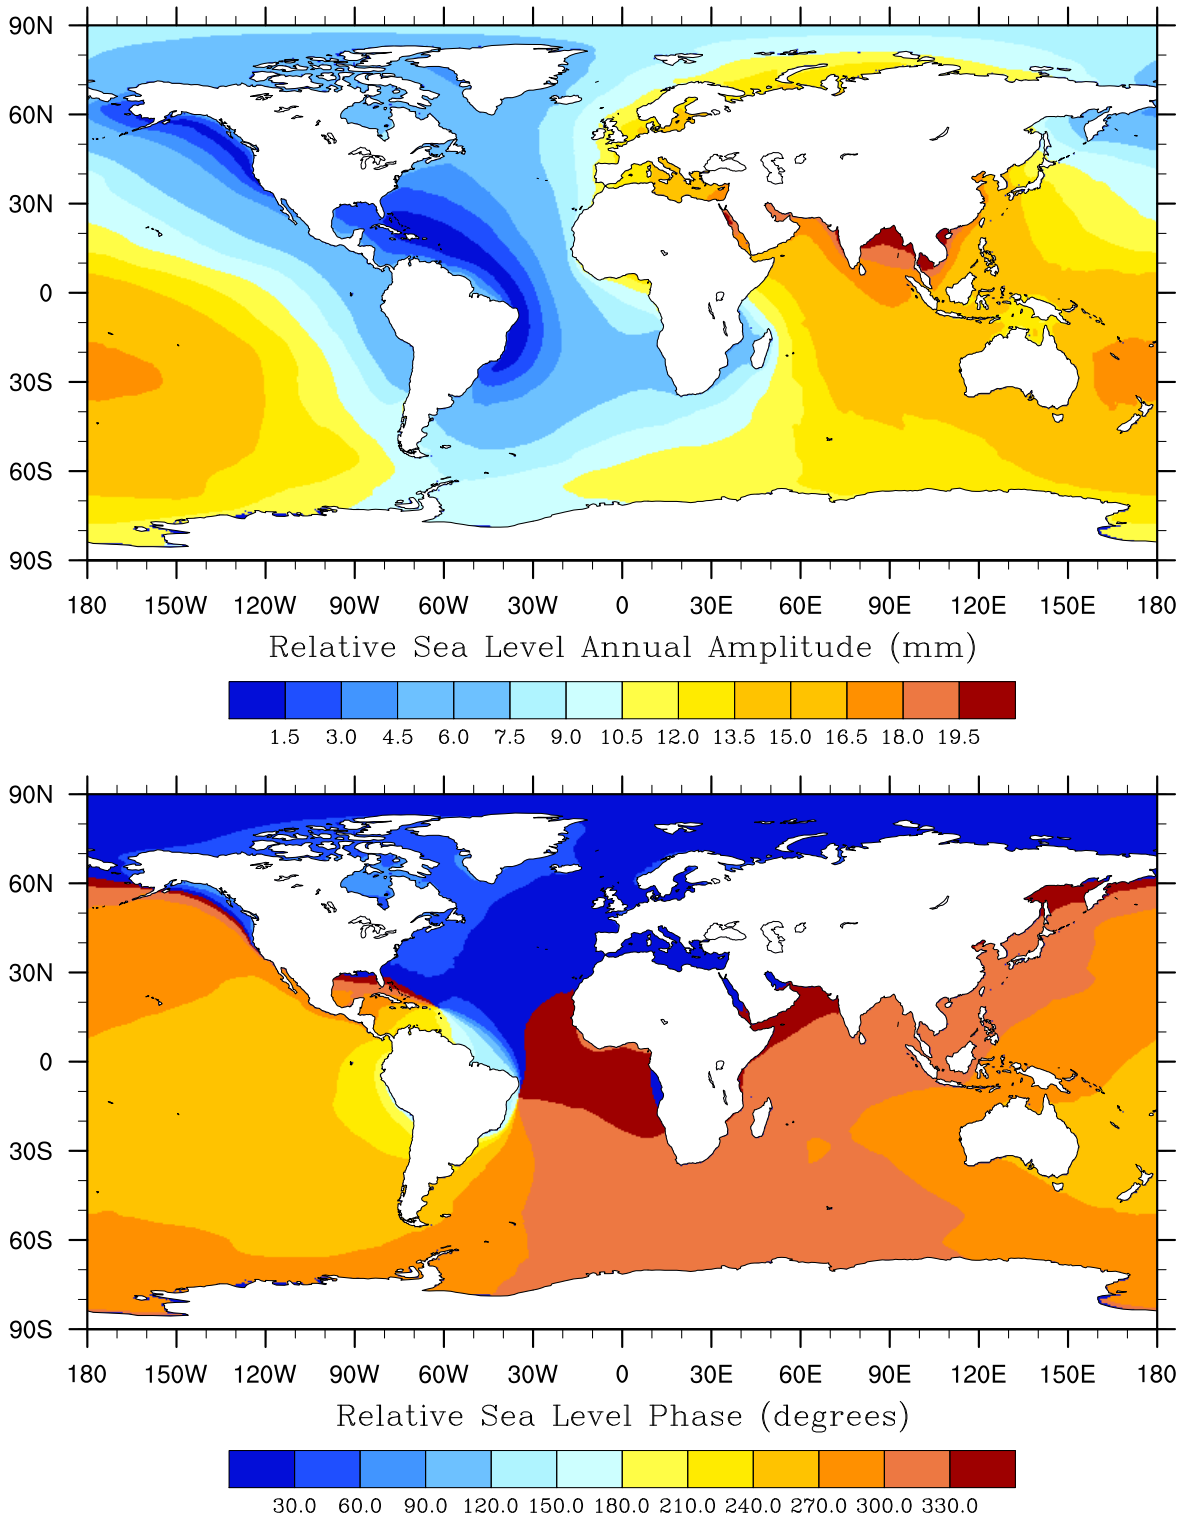 90N
60N
30N
0
30S
60S
90S
180 150W 120W 90W 60W 30W 0 30E 60E 90E 120E 150E 180
Relative Sea Level Annual Amplitude (mm)
1.5 3.0 4.5 6.0 7.5 9.0 10.5 12.0 13.5 15.0 16.5 18.0 19.5
90N
60N
30N
0
30S
60S
90S
180 150W 120W 90W 60W 30W 0 30E 60E 90E 120E 150E 180
Relative Sea Level Phase (degrees)
30.0 60.0 90.0 120.0 150.0 180.0 210.0 240.0 270.0 300.0 330.0